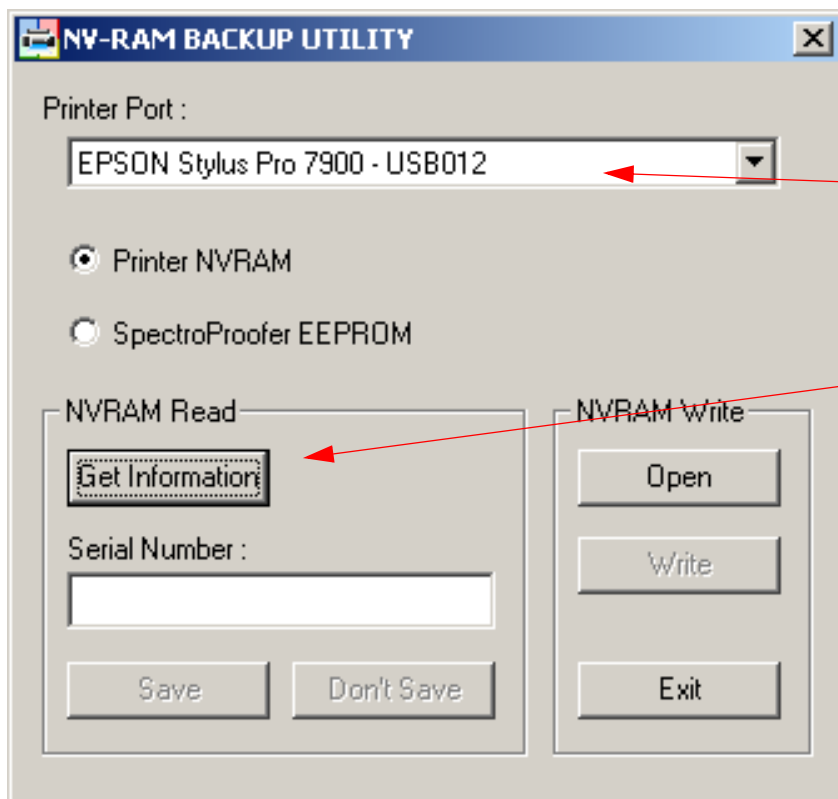 NV-RAM BACKUP UTILITY
Printer Port :
EPSON Stylus Pro 7900 - USB012
Printer NVRAM
SpectroProofer EEPROM
NVRAM Read
Get Information
Serial Number :
Save
Don't Save
NVRAM Write
Open
Write
Exit